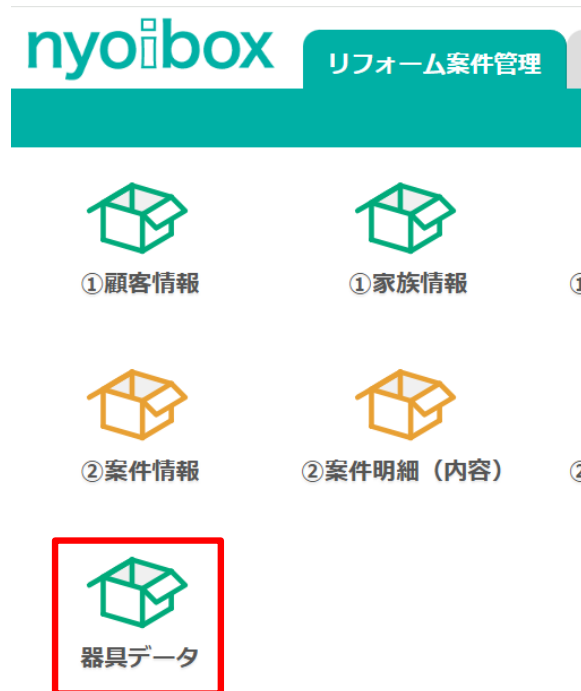 nyoibox
リフォーム案件管理
①顧客情報
①家族情報
②案件情報
②案件明細（内容）
器具データ